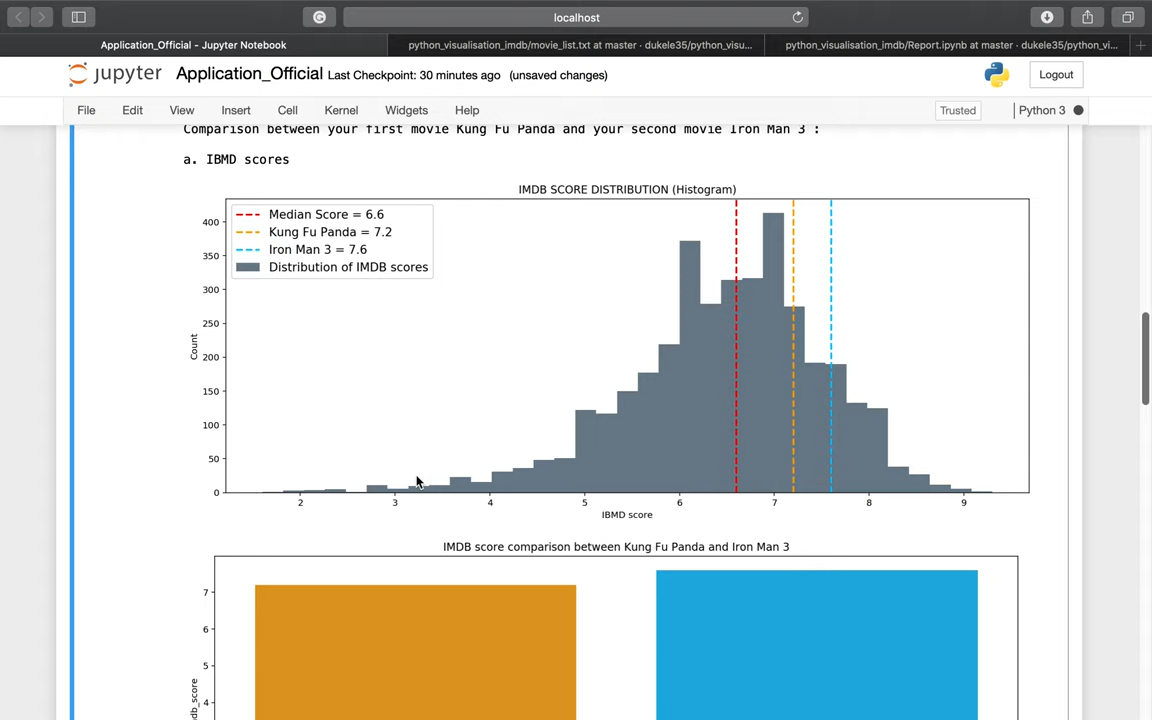 localhost
Application_Official - Jupyter Notebook
python_visualisation_imdb/movie_list.txt at master · dukele35/python_visu...
python_visualisation_imdb/Report.ipynb at master · dukele35/python_vi...
jupyter Application_Official Last Checkpoint: 30 minutes ago (unsaved changes)
Logout
File Edit View Insert Cell Kernel Widgets Help
Trusted
Python 3
Comparison between your first movie Kung Fu Panda and your second movie Iron Man 3 :
a. IBMD scores
IMDB SCORE DISTRIBUTION (Histogram)
Median Score = 6.6
Kung Fu Panda = 7.2
Iron Man 3 = 7.6
Distribution of IMDB scores
400
350
300
250
200
150
100
50
0
Count
2 3 4 5 6 7 8 9
IBMD score
IMDB score comparison between Kung Fu Panda and Iron Man 3
7
6
5
4